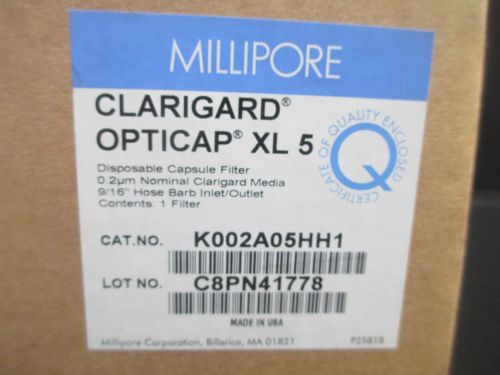 MILLIPORE
CLARIGARD®
OPTICAP® XL 5
Disposable Capsule Filter
0.2µm Nominal Clarigard Media
9/16" Hose Barb Inlet/Outlet
Contents: 1 Filter
CERTIFICATE OF QUALITY ENCLOSED
Q
CAT.NO. K002A05HH1
LOT NO. C8PN41778
MADE IN USA
Millipore Corporation, Billerica, MA 01821 P25818